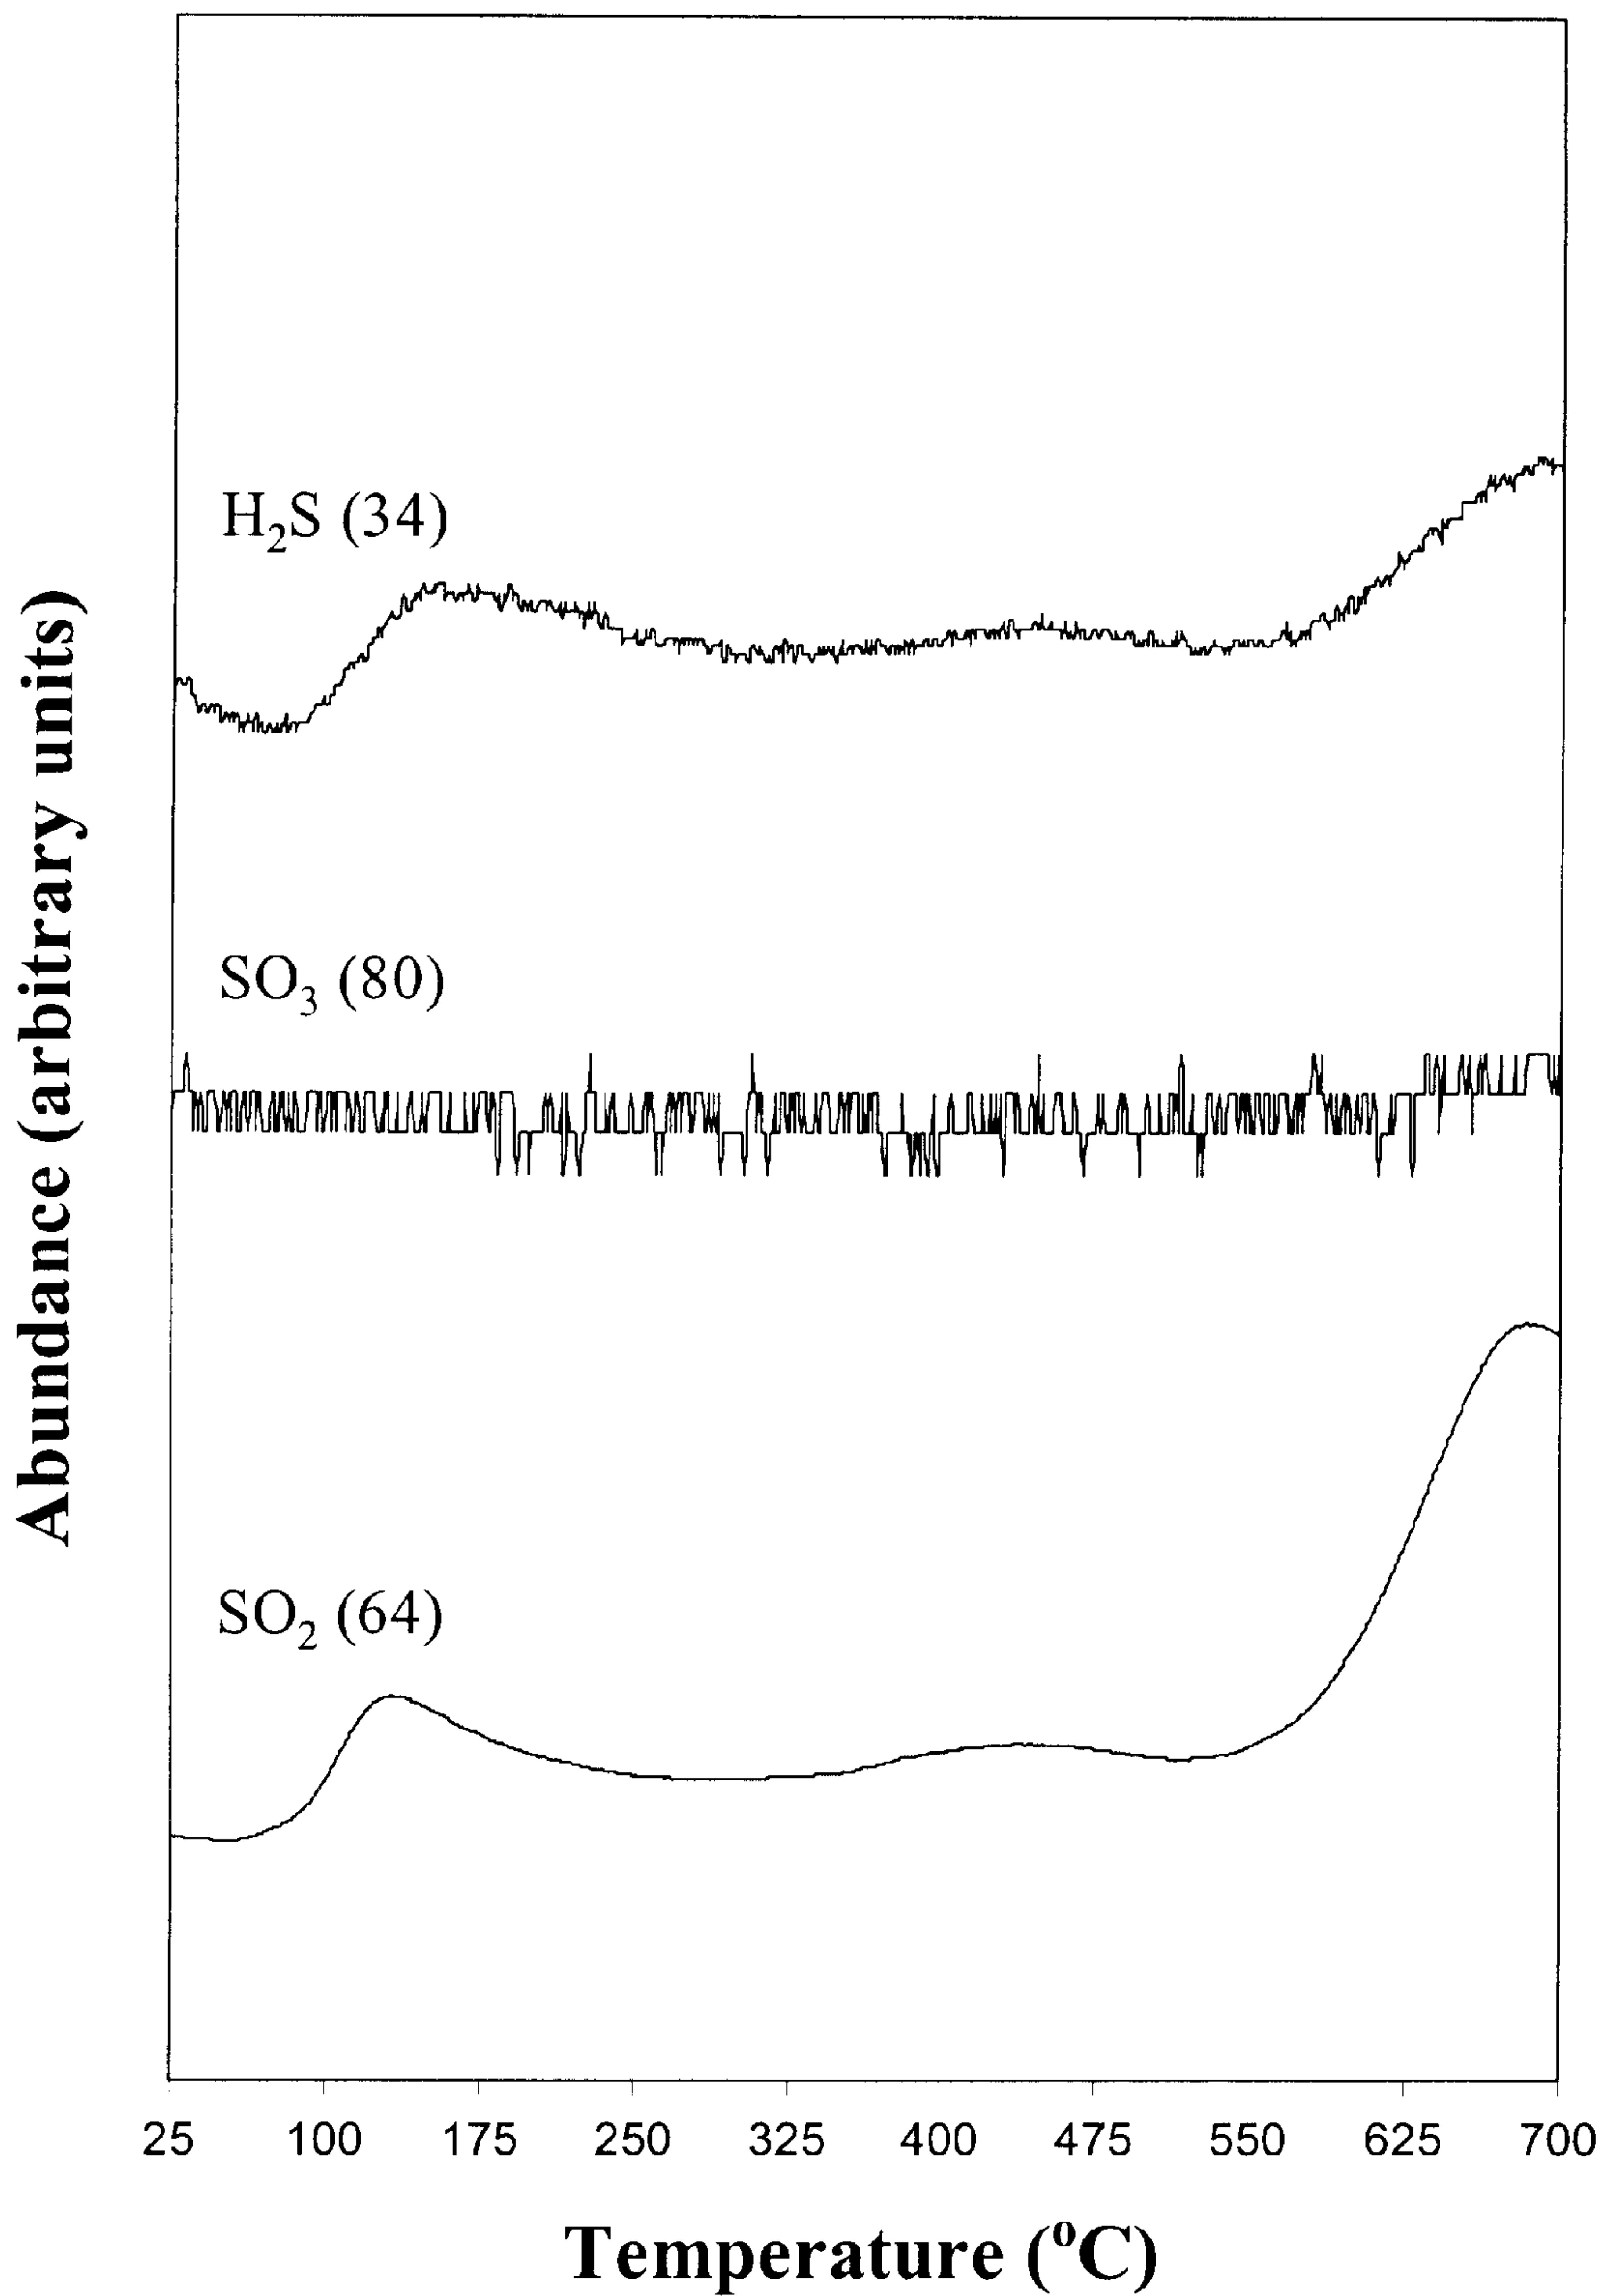 Abundance (arbitrary units)
H₂S (34)
SO₃ (80)
SO₂ (64)
25 100 175 250 325 400 475 550 625 700
Temperature (ºC)